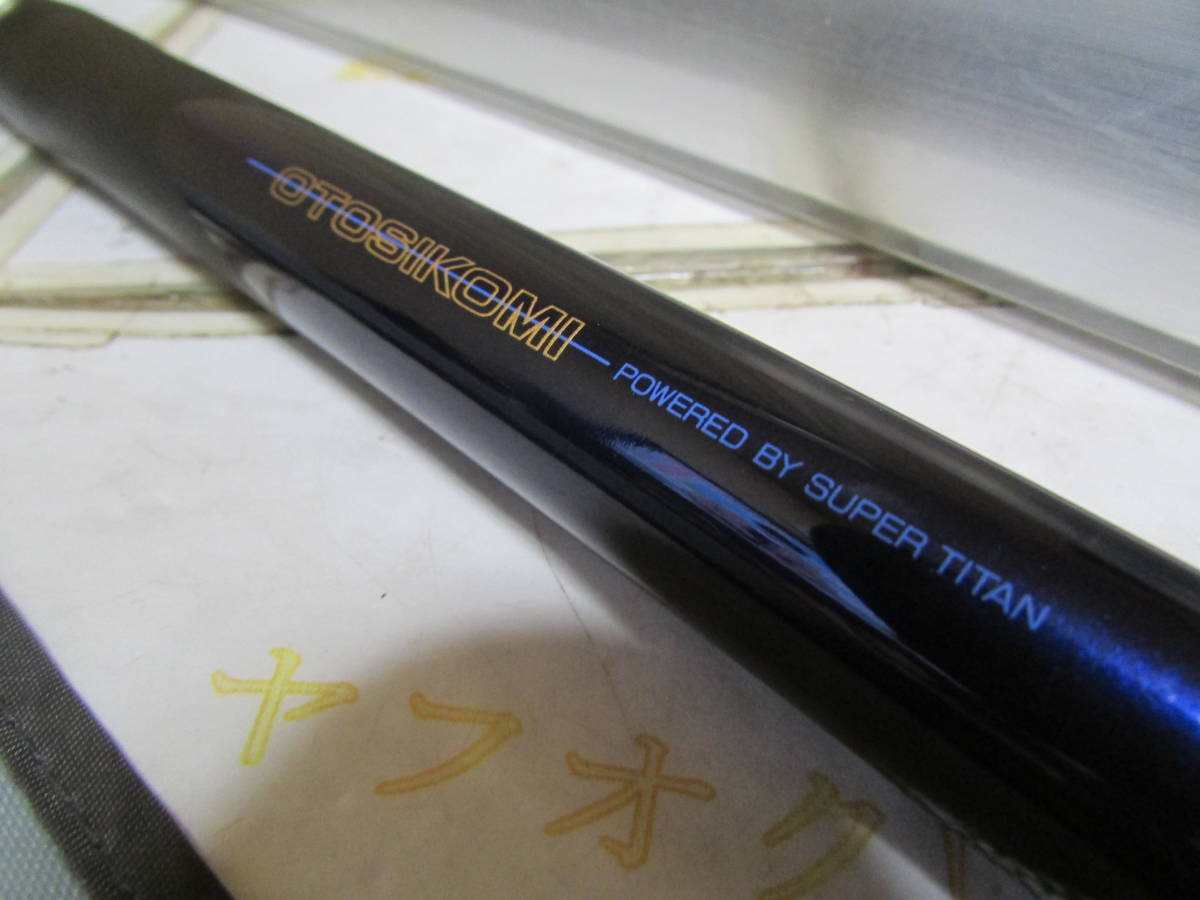 OTOSIKOMI
POWERED BY SUPER TITAN
ヤフオク